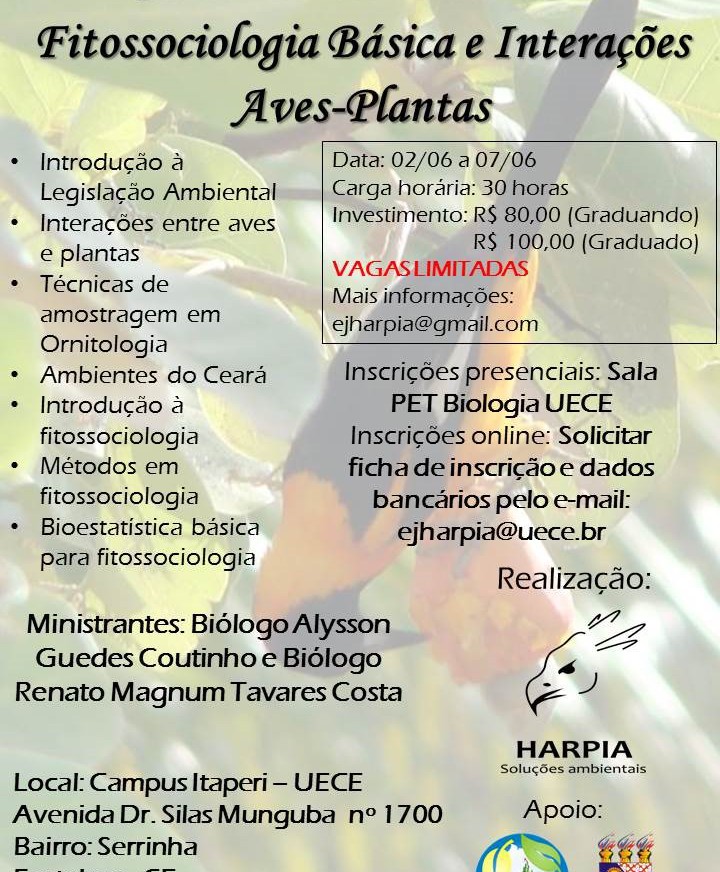 Fitossociologia Básica e Interações
Aves-Plantas
• Introdução à
Legislação Ambiental
• Interações entre aves
e plantas
• Técnicas de
amostragem em
Ornitologia
• Ambientes do Ceará
• Introdução à
fitossociologia
• Métodos em
fitossociologia
• Bioestatística básica
para fitossociologia
Data: 02/06 a 07/06
Carga horária: 30 horas
Investimento: R$ 80,00 (Graduando)
R$ 100,00 (Graduado)
VAGAS LIMITADAS
Mais informações:
ejharpia@gmail.com
Inscrições presenciais: Sala
PET Biologia UECE
Inscrições online: Solicitar
ficha de inscrição e dados
bancários pelo e-mail:
ejharpia@uece.br
Realização:
HARPIA
Soluções ambientais
Ministrantes: Biólogo Alysson
Guedes Coutinho e Biólogo
Renato Magnum Tavares Costa
Local: Campus Itaperi – UECE
Avenida Dr. Silas Munguba nº 1700
Bairro: Serrinha
Apoio: